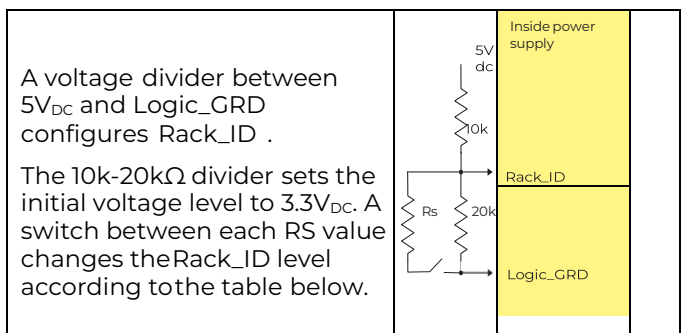 A voltage divider between
5VDC and Logic_GRD
configures Rack_ID .
The 10k-20kΩ divider sets the
initial voltage level to 3.3VDC. A
switch between each RS value
changes theRack_ID level
according tothe table below.
5V
dc
10k
Rs
20k
Inside power
supply
Rack_ID
Logic_GRD